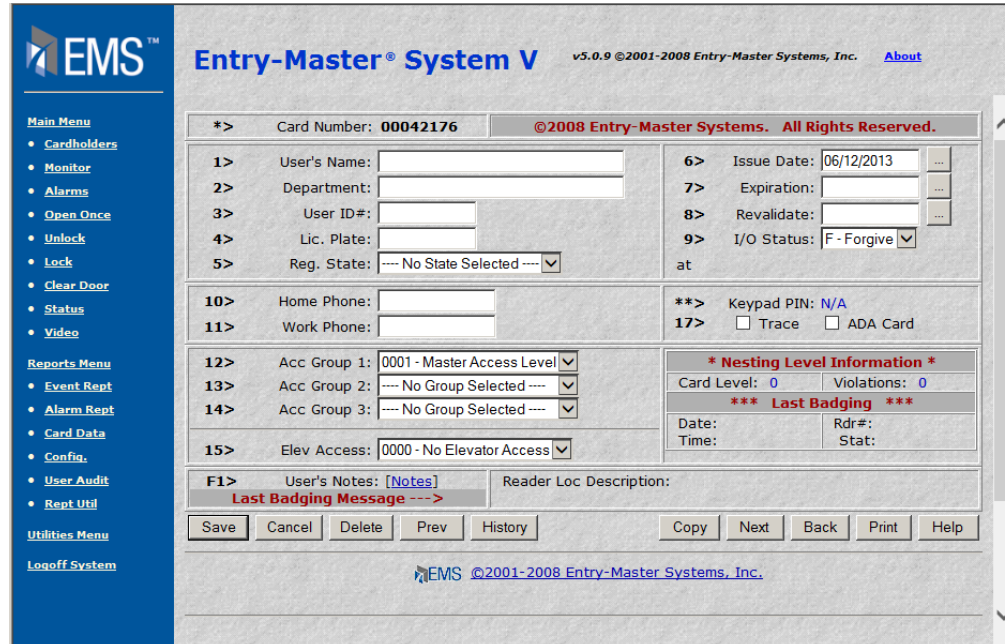 EMS™
Entry-Master® System V v5.0.9 ©2001-2008 Entry-Master Systems, Inc. About
Main Menu
Cardholders
Monitor
Alarms
Open Once
Unlock
Lock
Clear Door
Status
Video
Reports Menu
Event Rept
Alarm Rept
Card Data
Config.
User Audit
Rept Util
Utilities Menu
Logoff System
*> Card Number: 00042176 ©2008 Entry-Master Systems. All Rights Reserved.
1> User's Name:
2> Department:
3> User ID#:
4> Lic. Plate:
5> Reg. State: ---- No State Selected ----
6> Issue Date: 06/12/2013 ...
7> Expiration: ...
8> Revalidate: ...
9> I/O Status: F - Forgive
at
10> Home Phone:
11> Work Phone:
**> Keypad PIN: N/A
17> Trace ADA Card
12> Acc Group 1: 0001 - Master Access Level
13> Acc Group 2: ---- No Group Selected ----
14> Acc Group 3: ---- No Group Selected ----
15> Elev Access: 0000 - No Elevator Access
* Nesting Level Information *
Card Level: 0 Violations: 0
*** Last Badging ***
Date: Rdr#:
Time: Stat:
F1> User's Notes: [Notes] Reader Loc Description:
Last Badging Message --->
Save Cancel Delete Prev History Copy Next Back Print Help
EMS ©2001-2008 Entry-Master Systems, Inc.